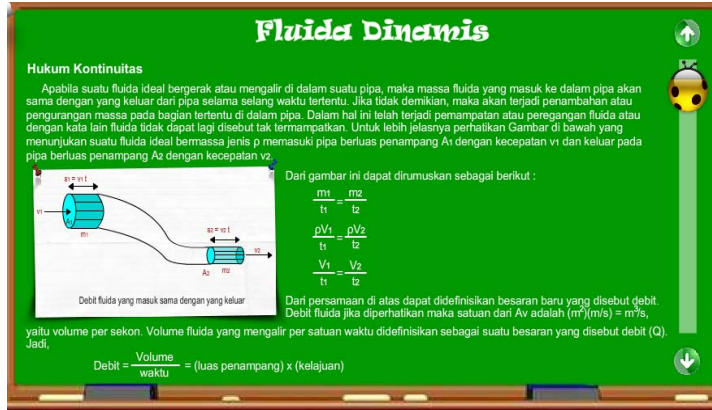 Fluida Dinamis
Hukum Kontinuitas
Apabila suatu fluida ideal bergerak atau mengalir di dalam suatu pipa, maka massa fluida yang masuk ke dalam pipa akan
sama dengan yang keluar dari pipa selama selang waktu tertentu. Jika tidak demikian, maka akan terjadi penambahan atau
pengurangan massa pada bagian tertentu di dalam pipa. Dalam hal ini telah terjadi pemampatan atau peregangan fluida atau
dengan kata lain fluida tidak dapat lagi disebut tak termampatkan. Untuk lebih jelasnya perhatikan Gambar di bawah yang
menunjukan suatu fluida ideal bermassa jenis ρ memasuki pipa berluas penampang A1 dengan kecepatan v1 dan keluar pada
pipa berluas penampang A2 dengan kecepatan v2
s1 = v1 t
v1
A1
m1
s2 = v2 t
v2
A2
m2
Debit fluida yang masuk sama dengan yang keluar
Dari gambar ini dapat dirumuskan sebagai berikut :
m1/t1 = m2/t2
ρV1/t1 = ρV2/t2
V1/t1 = V2/t2
Dari persamaan di atas dapat didefinisikan besaran baru yang disebut debit.
Debit fluida jika diperhatikan maka satuan dari Av adalah (m²)(m/s) = m³/s,
yaitu volume per sekon. Volume fluida yang mengalir per satuan waktu didefinisikan sebagai suatu besaran yang disebut debit (Q).
Jadi,
Debit = Volume/waktu = (luas penampang) x (kelajuan)